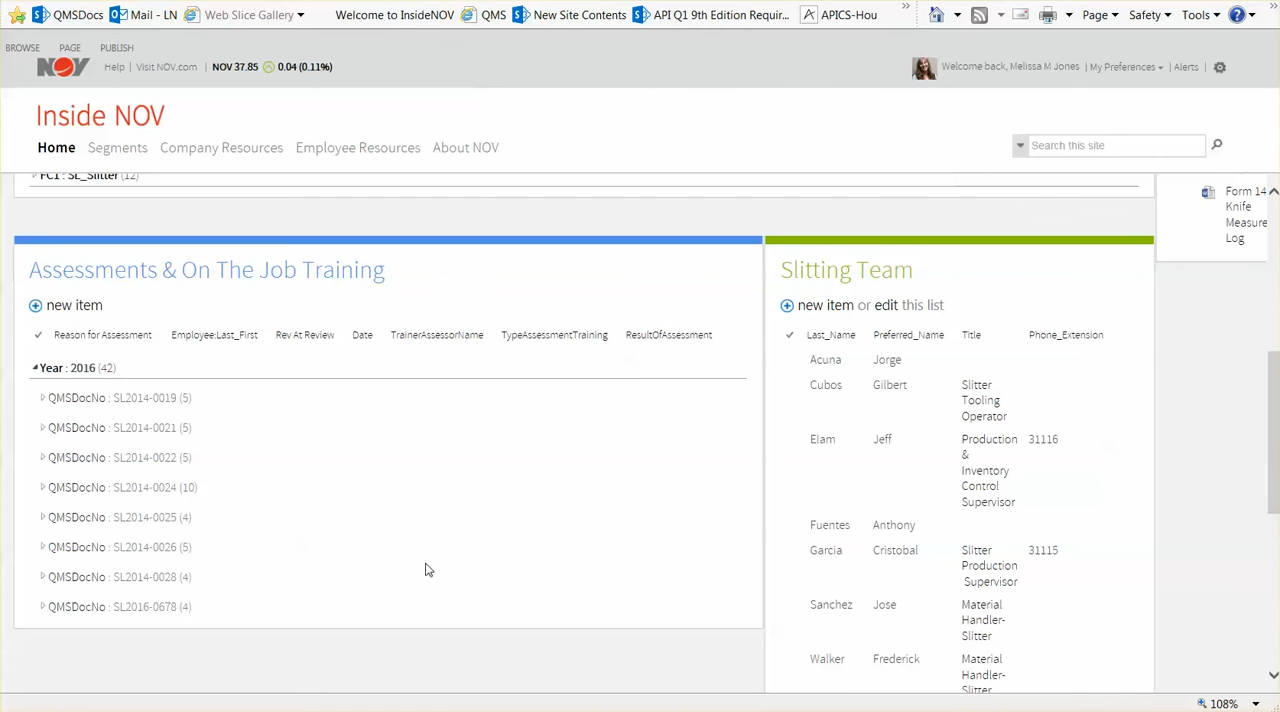 QMSDocs Mail - LN Web Slice Gallery Welcome to InsideNOV QMS New Site Contents API Q1 9th Edition Requir... APICS-Hou Page Safety Tools
BROWSE PAGE PUBLISH
NOV Help | Visit NOV.com NOV 37.85 0.04 (0.11%) Welcome back, Melissa M Jones | My Preferences | Alerts
Inside NOV
Home Segments Company Resources Employee Resources About NOV Search this site
FC1 : SL_Slitter (12)
Form 14
Knife
Measure
Log
Assessments & On The Job Training
new item
Reason for Assessment Employee:Last_First Rev At Review Date TrainerAssessorName TypeAssessmentTraining ResultOfAssessment
Year : 2016 (42)
QMSDocNo : SL2014-0019 (5)
QMSDocNo : SL2014-0021 (5)
QMSDocNo : SL2014-0022 (5)
QMSDocNo : SL2014-0024 (10)
QMSDocNo : SL2014-0025 (4)
QMSDocNo : SL2014-0026 (5)
QMSDocNo : SL2014-0028 (4)
QMSDocNo : SL2016-0678 (4)
Slitting Team
new item or edit this list
Last_Name Preferred_Name Title Phone_Extension
Acuna Jorge
Cubos Gilbert Slitter
Tooling
Operator
Elam Jeff Production 31116
&
Inventory
Control
Supervisor
Fuentes Anthony
Garcia Cristobal Slitter 31115
Production
Supervisor
Sanchez Jose Material
Handler-
Slitter
Walker Frederick Material
Handler-
Slitter
108%